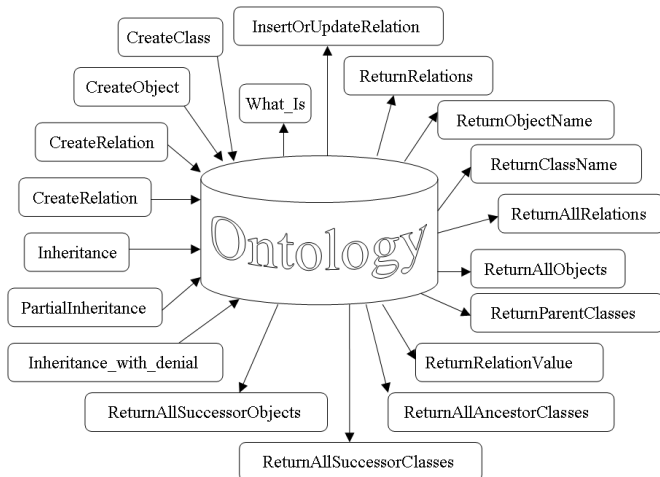 InsertOrUpdateRelation
CreateClass
ReturnRelations
CreateObject
What_Is
ReturnObjectName
CreateRelation
ReturnClassName
CreateRelation
ReturnAllRelations
Ontology
Inheritance
ReturnAllObjects
PartialInheritance
ReturnParentClasses
Inheritance_with_denial
ReturnRelationValue
ReturnAllSuccessorObjects
ReturnAllAncestorClasses
ReturnAllSuccessorClasses